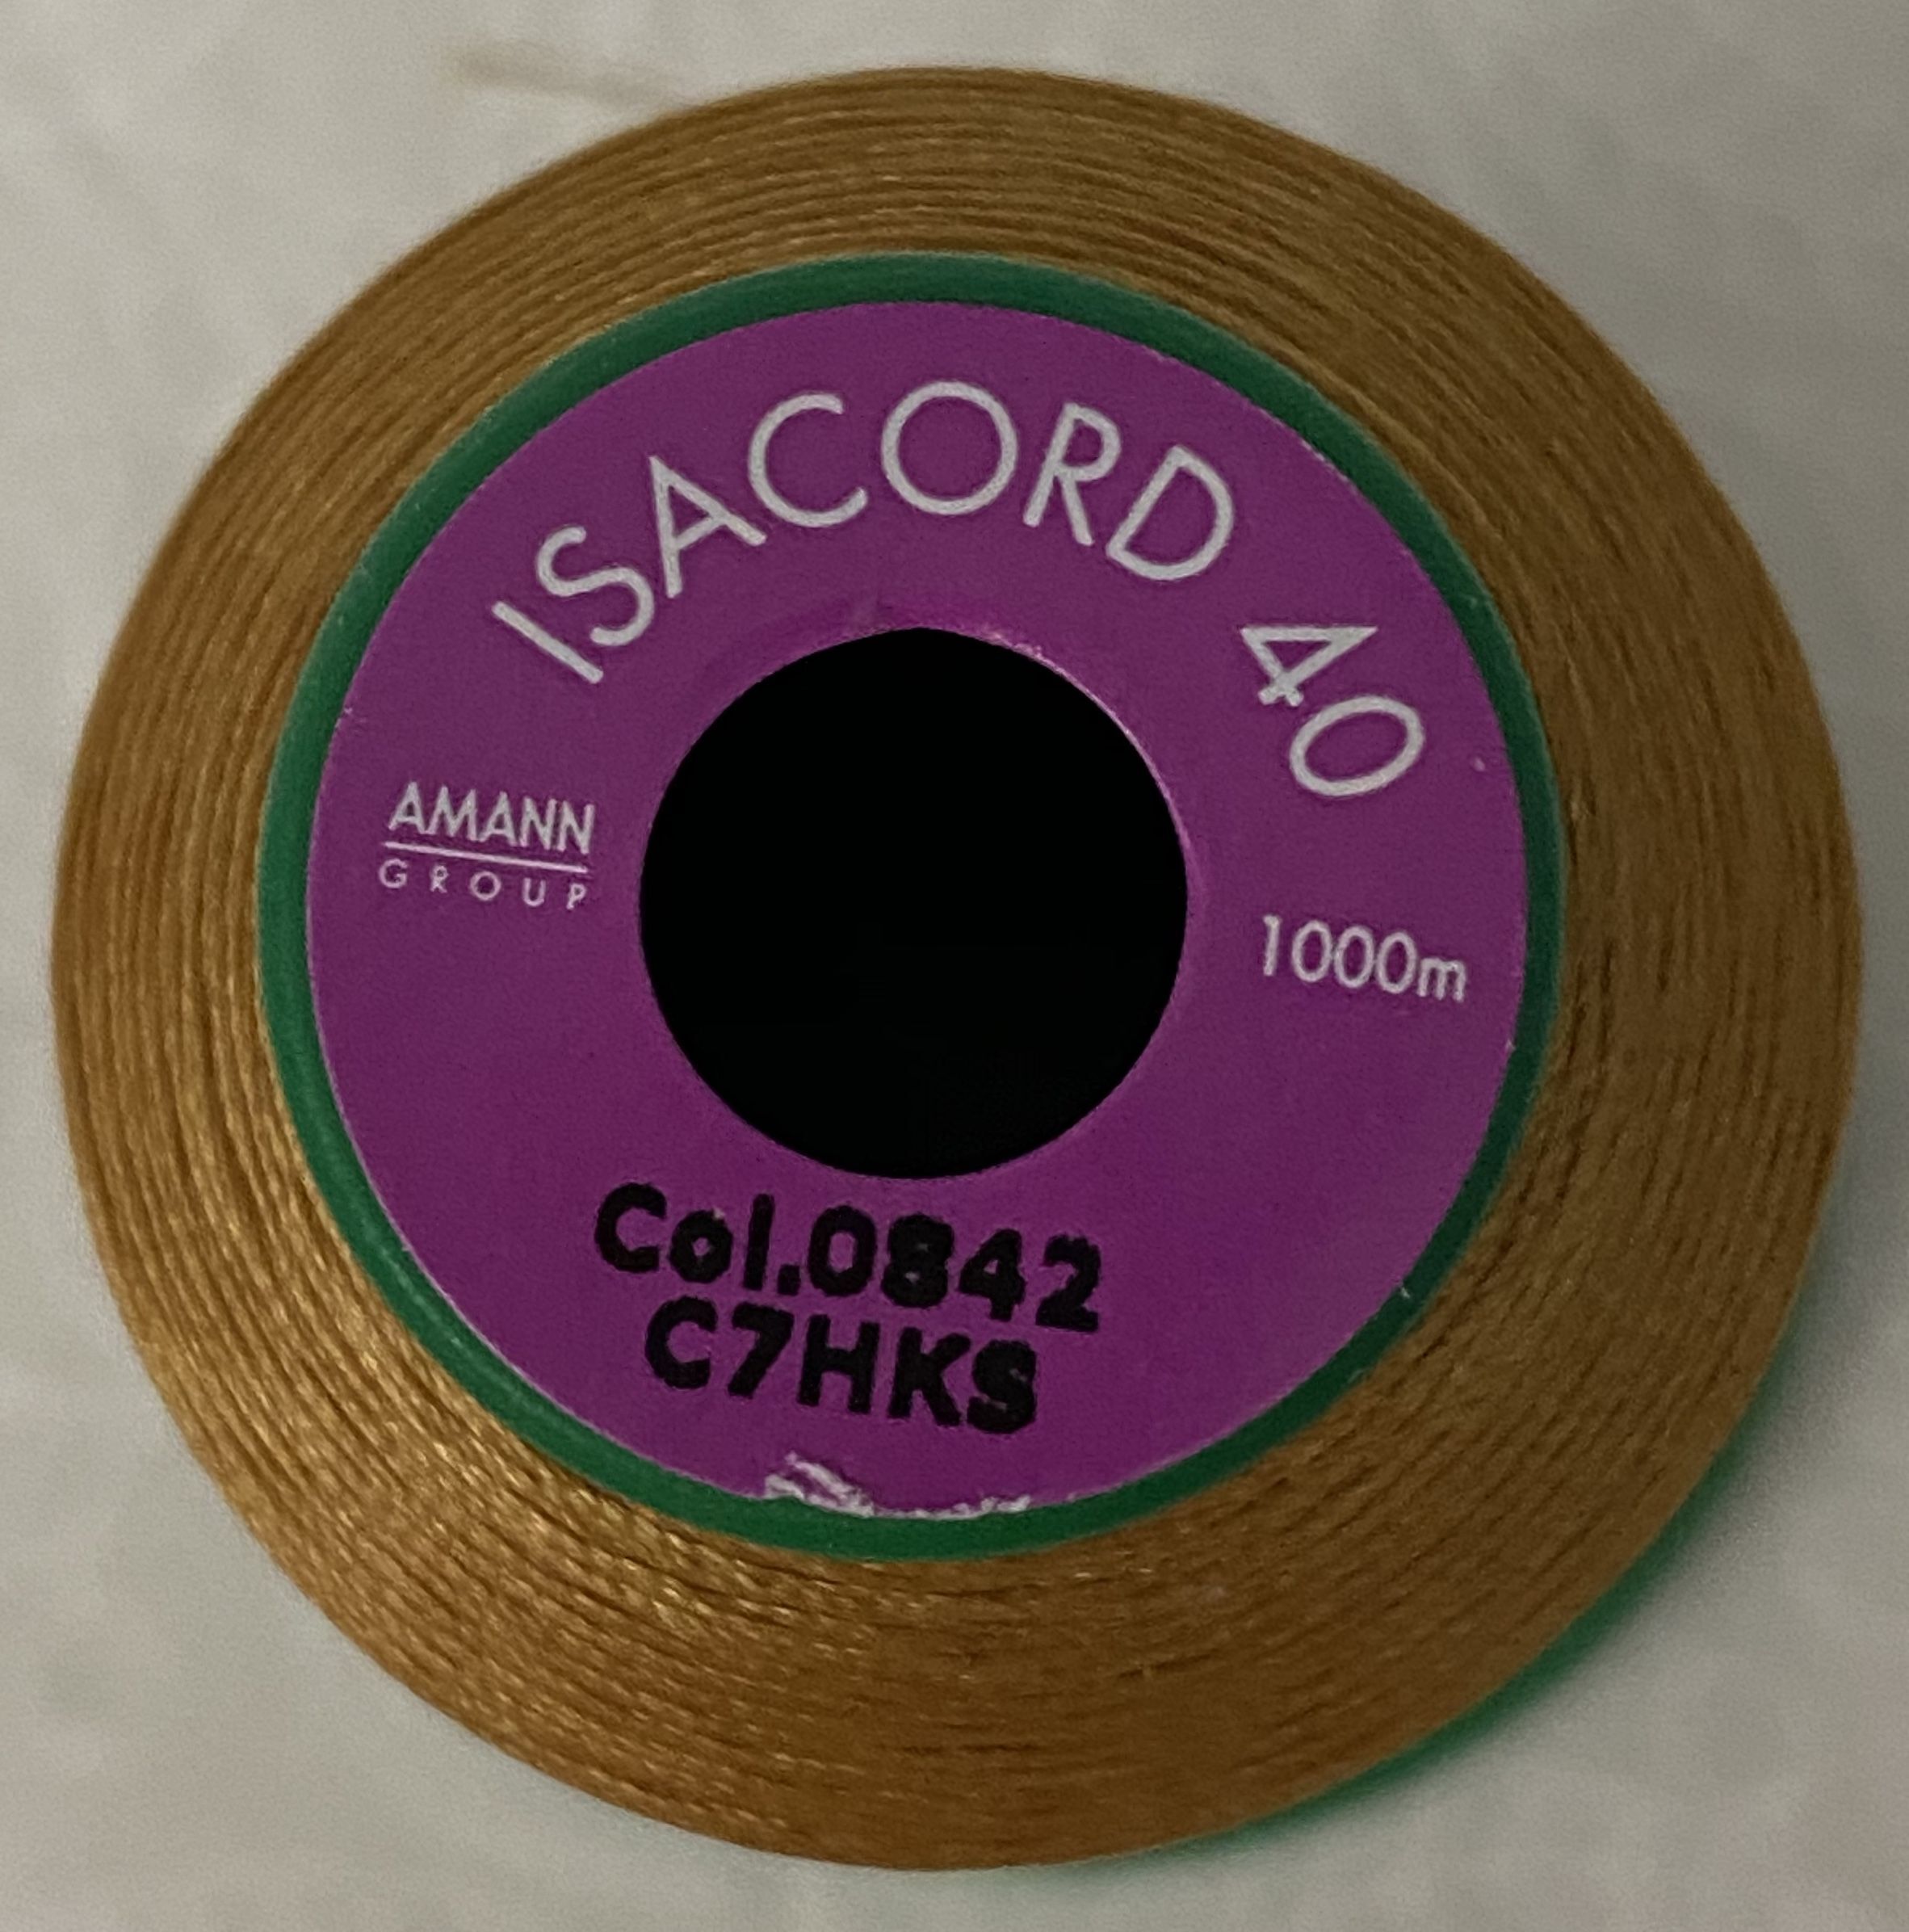 ISACORD 40
AMANN
GROUP
1000m
Col.0842
C7HKS